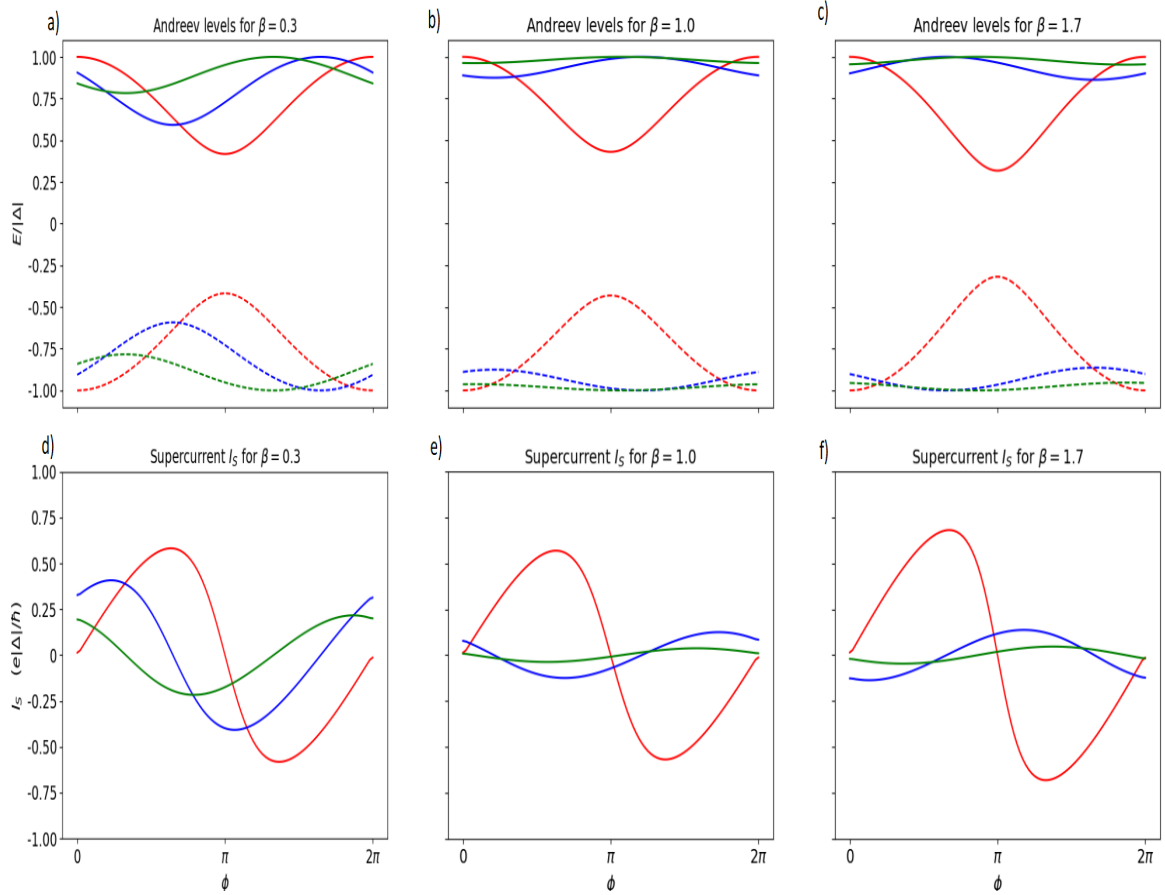 a)
Andreev levels for β = 0.3
b)
Andreev levels for β = 1.0
c)
Andreev levels for β = 1.7
1.00
0.75
0.50
0.25
0
-0.25
-0.50
-0.75
-1.00
E/|Δ|
d)
Supercurrent I_S for β = 0.3
e)
Supercurrent I_S for β = 1.0
f)
Supercurrent I_S for β = 1.7
1.00
0.75
0.50
0.25
0
-0.25
-0.50
-0.75
-1.00
I_S (e|Δ|/ħ)
0 π 2π
0 π 2π
0 π 2π
ϕ
ϕ
ϕ